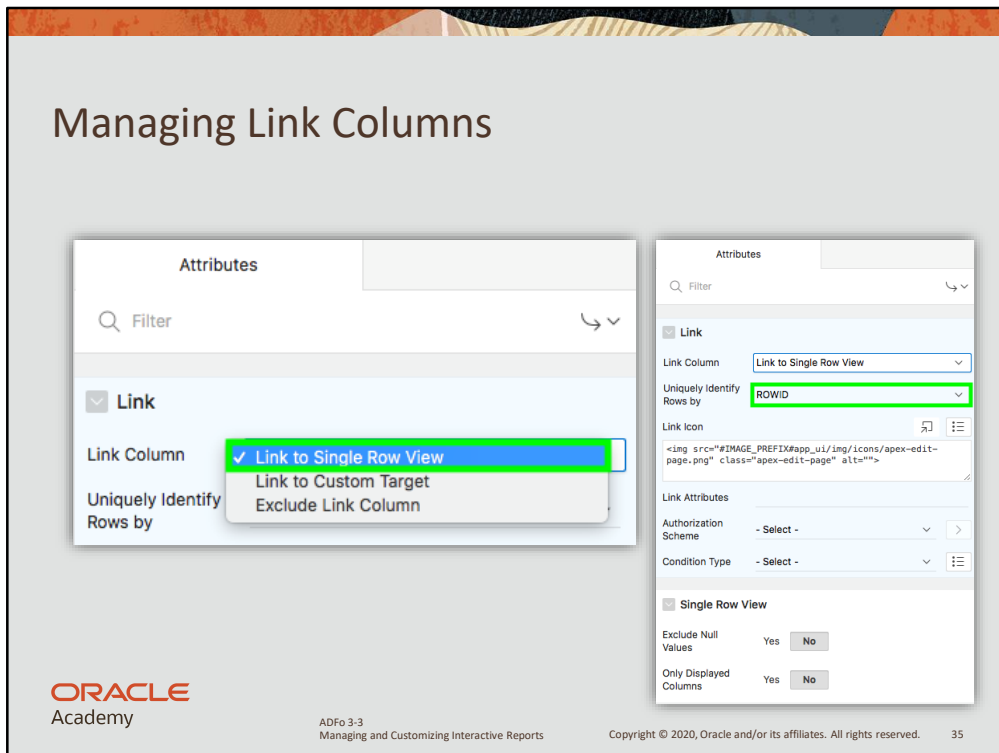 Managing Link Columns
Attributes
Filter
Link
Link Column
✓ Link to Single Row View
Link to Custom Target
Exclude Link Column
Uniquely Identify
Rows by
Attributes
Filter
Link
Link Column Link to Single Row View
Uniquely Identify
Rows by ROWID
Link Icon
<img src="#IMAGE_PREFIX#app_ui/img/icons/apex-edit-
page.png" class="apex-edit-page" alt="">
Link Attributes
Authorization
Scheme - Select -
Condition Type - Select -
Single Row View
Exclude Null
Values Yes No
Only Displayed
Columns Yes No
ORACLE
Academy
ADFo 3-3
Managing and Customizing Interactive Reports
Copyright © 2020, Oracle and/or its affiliates. All rights reserved. 35